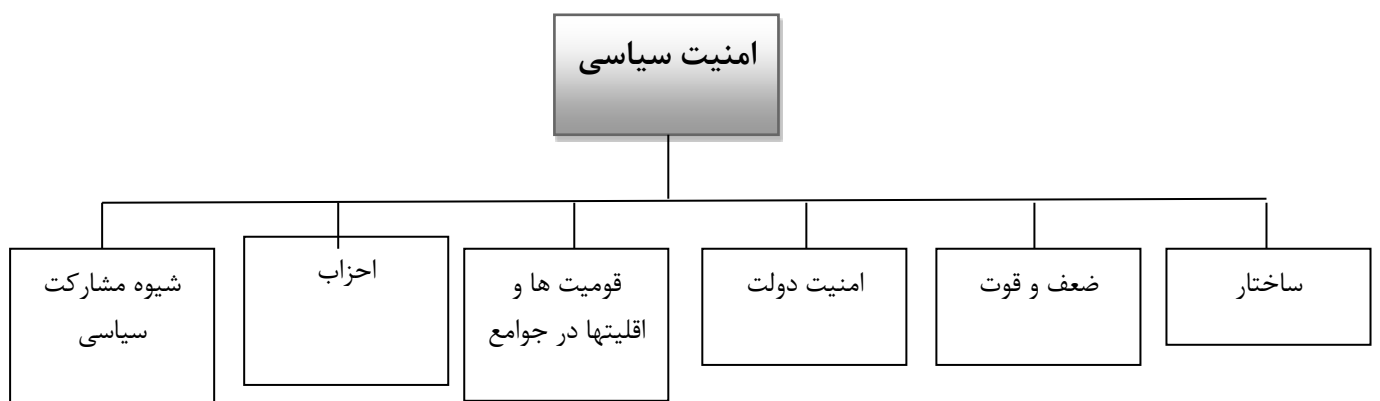 امنیت سیاسی
ساختار
ضعف و قوت
امنیت دولت
قومیت ها و
اقلیتها در جوامع
احزاب
شیوه مشارکت
سیاسی